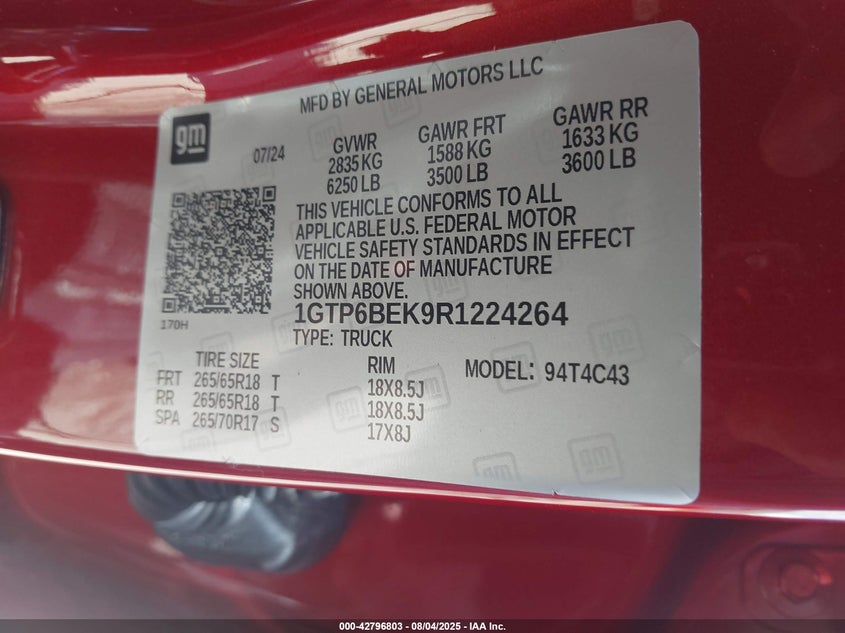 MFD BY GENERAL MOTORS LLC
gm
07/24
GVWR
2835 KG
6250 LB
GAWR FRT
1588 KG
3500 LB
GAWR RR
1633 KG
3600 LB
THIS VEHICLE CONFORMS TO ALL
APPLICABLE U.S. FEDERAL MOTOR
VEHICLE SAFETY STANDARDS IN EFFECT
ON THE DATE OF MANUFACTURE
SHOWN ABOVE.
170H
1GTP6BEK9R1224264
TYPE: TRUCK
TIRE SIZE RIM MODEL: 94T4C43
FRT 265/65R18 T 18X8.5J
RR 265/65R18 T 18X8.5J
SPA 265/70R17 S 17X8J
000-42796803 - 08/04/2025 - IAA Inc.